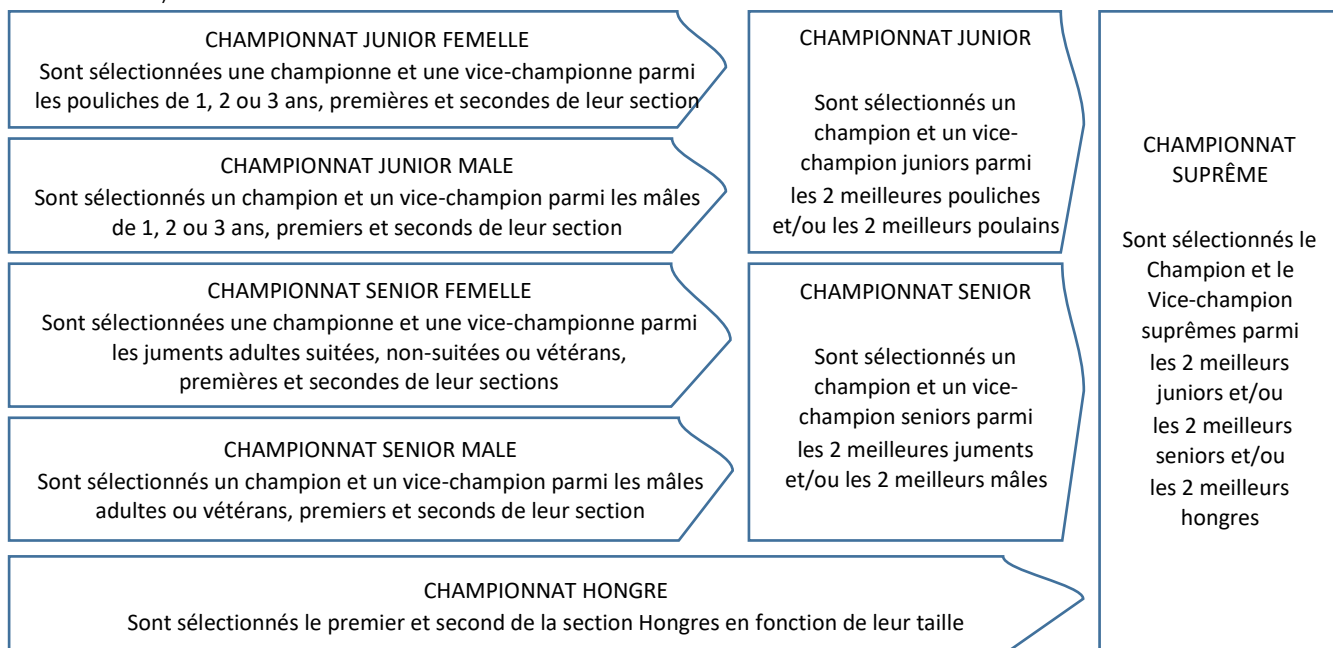 CHAMPIONNAT JUNIOR FEMELLE
Sont sélectionnées une championne et une vice-championne parmi
les pouliches de 1, 2 ou 3 ans, premières et secondes de leur section
CHAMPIONNAT JUNIOR MALE
Sont sélectionnés un champion et un vice-champion parmi les mâles
de 1, 2 ou 3 ans, premiers et seconds de leur section
CHAMPIONNAT SENIOR FEMELLE
Sont sélectionnées une championne et une vice-championne parmi
les juments adultes suitées, non-suitées ou vétérans,
premières et secondes de leur sections
CHAMPIONNAT SENIOR MALE
Sont sélectionnés un champion et un vice-champion parmi les mâles
adultes ou vétérans, premiers et seconds de leur section
CHAMPIONNAT HONGRE
Sont sélectionnés le premier et second de la section Hongres en fonction de leur taille
CHAMPIONNAT JUNIOR
Sont sélectionnés un
champion et un vice-
champion juniors parmi
les 2 meilleures pouliches
et/ou les 2 meilleurs poulains
CHAMPIONNAT SENIOR
Sont sélectionnés un
champion et un vice-
champion seniors parmi
les 2 meilleures juments
et/ou les 2 meilleurs mâles
CHAMPIONNAT
SUPRÊME
Sont sélectionnés le
Champion et le
Vice-champion
suprêmes parmi
les 2 meilleurs
juniors et/ou
les 2 meilleurs
seniors et/ou
les 2 meilleurs
hongres